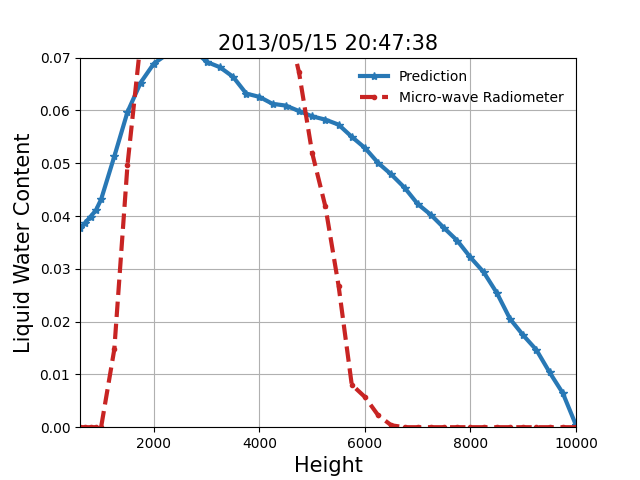 2013/05/15 20:47:38
0.07
0.06
0.05
0.04
0.03
0.02
0.01
0.00
Liquid Water Content
Prediction
Micro-wave Radiometer
2000 4000 6000 8000 10000
Height